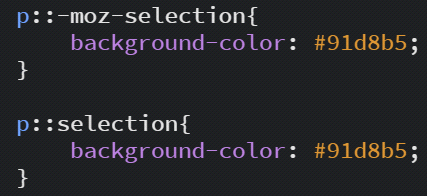 p::-moz-selection{
    background-color: #91d8b5;
}

p::selection{
    background-color: #91d8b5;
}